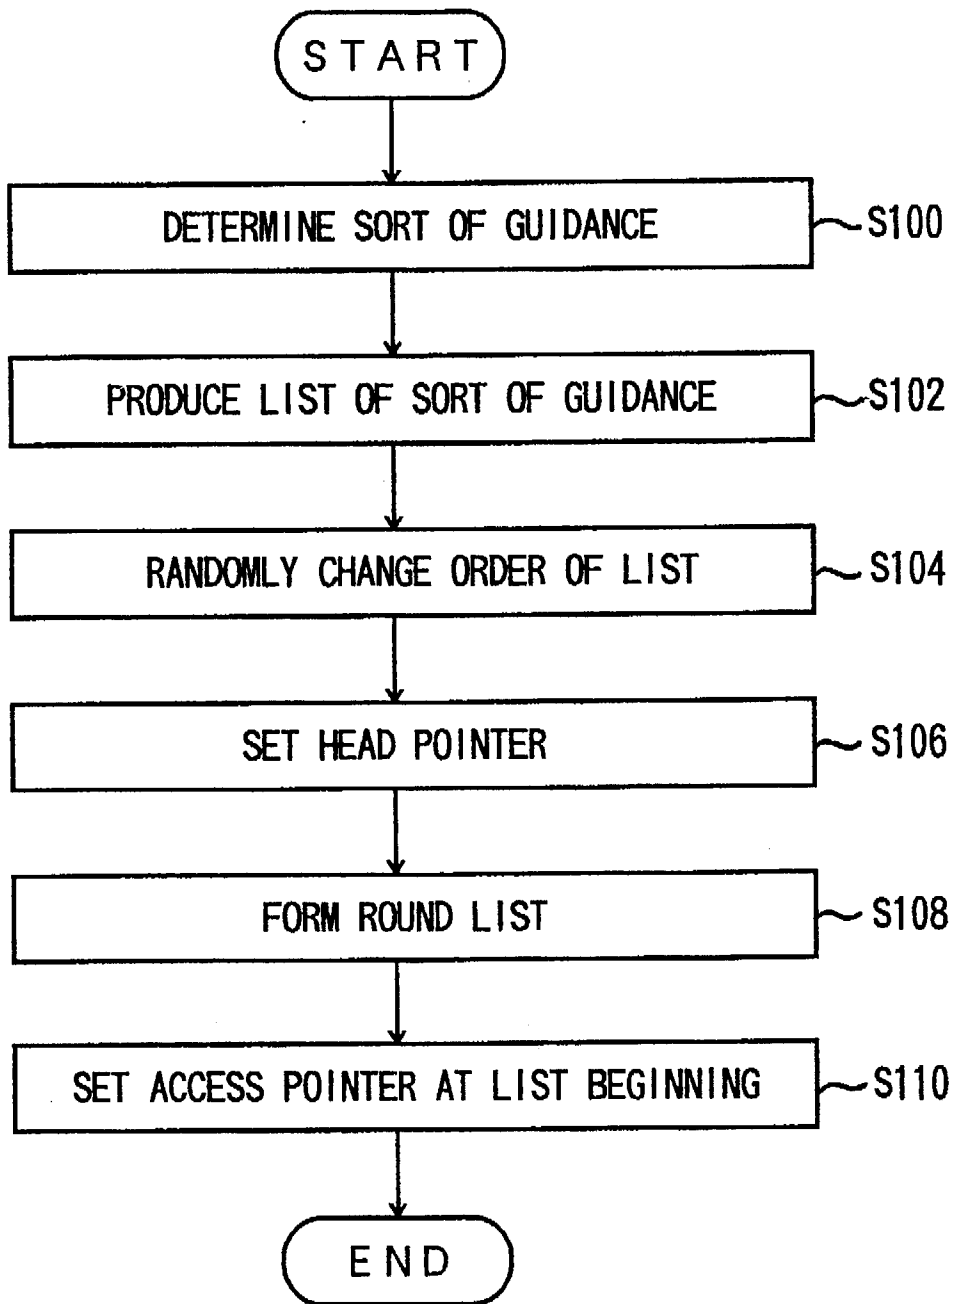 START
DETERMINE SORT OF GUIDANCE S100
PRODUCE LIST OF SORT OF GUIDANCE S102
RANDOMLY CHANGE ORDER OF LIST S104
SET HEAD POINTER S106
FORM ROUND LIST S108
SET ACCESS POINTER AT LIST BEGINNING S110
END